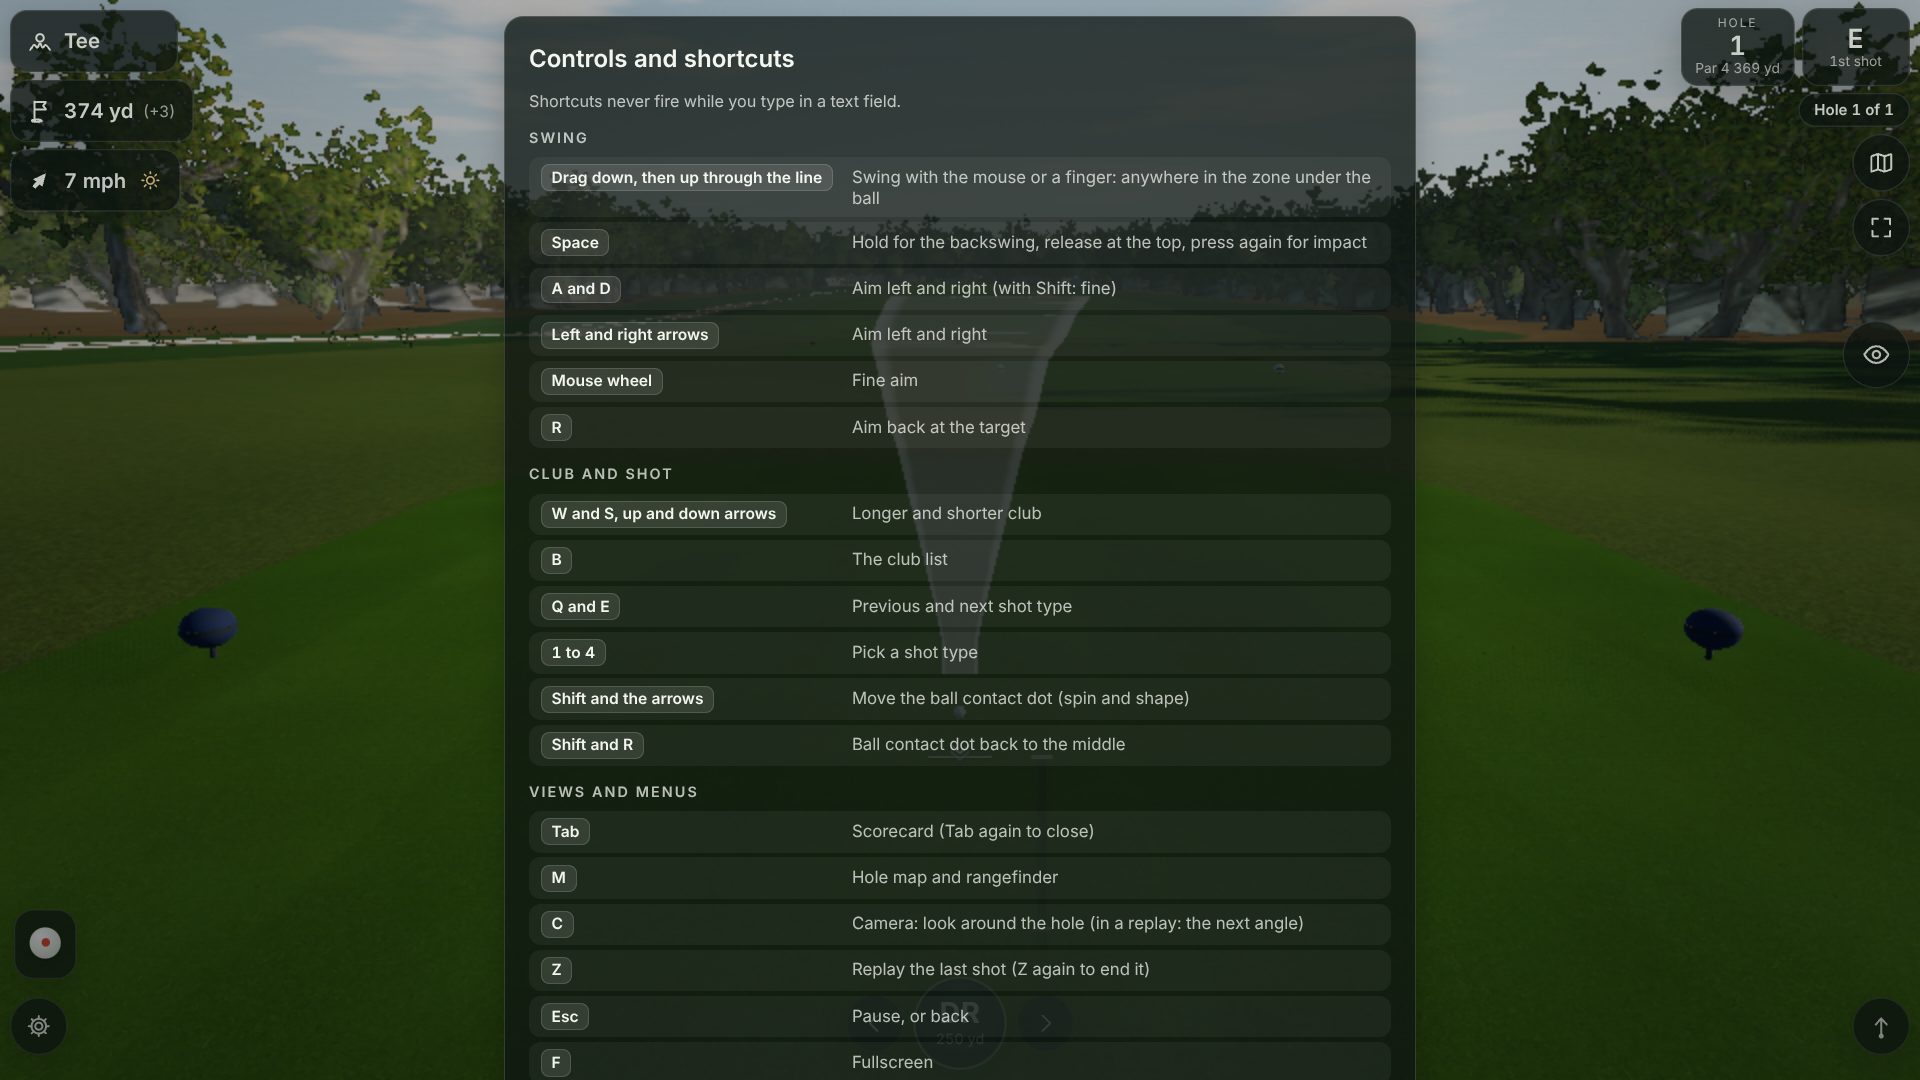 Tee
374 yd (+3)
7 mph
HOLE
1
Par 4 369 yd
E
1st shot
Hole 1 of 1
Controls and shortcuts
Shortcuts never fire while you type in a text field.
SWING
Drag down, then up through the line
Swing with the mouse or a finger: anywhere in the zone under the
ball
Space
Hold for the backswing, release at the top, press again for impact
A and D
Aim left and right (with Shift: fine)
Left and right arrows
Aim left and right
Mouse wheel
Fine aim
R
Aim back at the target
CLUB AND SHOT
W and S, up and down arrows
Longer and shorter club
B
The club list
Q and E
Previous and next shot type
1 to 4
Pick a shot type
Shift and the arrows
Move the ball contact dot (spin and shape)
Shift and R
Ball contact dot back to the middle
VIEWS AND MENUS
Tab
Scorecard (Tab again to close)
M
Hole map and rangefinder
C
Camera: look around the hole (in a replay: the next angle)
Z
Replay the last shot (Z again to end it)
Esc
Pause, or back
DR
250 yd
F
Fullscreen